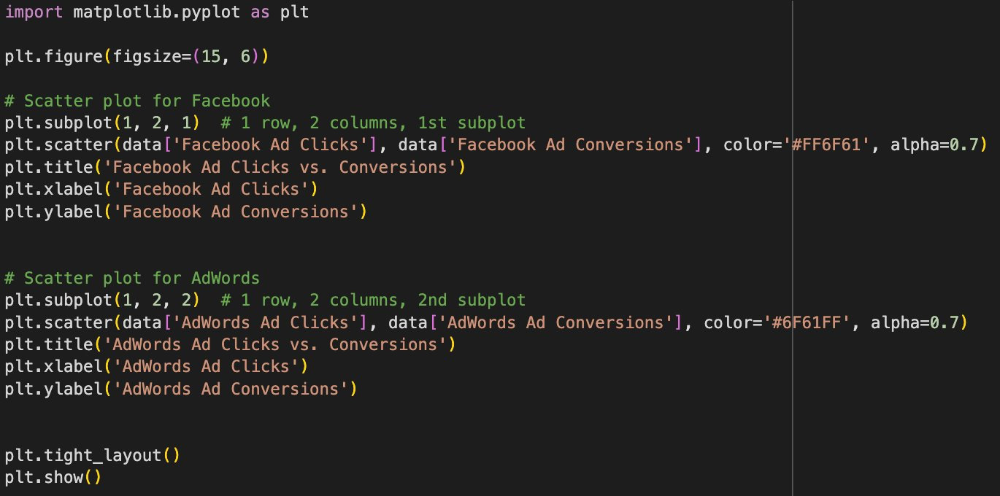 import matplotlib.pyplot as plt
plt.figure(figsize=(15, 6))
# Scatter plot for Facebook
plt.subplot(1, 2, 1)  # 1 row, 2 columns, 1st subplot
plt.scatter(data['Facebook Ad Clicks'], data['Facebook Ad Conversions'], color='#FF6F61', alpha=0.7)
plt.title('Facebook Ad Clicks vs. Conversions')
plt.xlabel('Facebook Ad Clicks')
plt.ylabel('Facebook Ad Conversions')
# Scatter plot for AdWords
plt.subplot(1, 2, 2)  # 1 row, 2 columns, 2nd subplot
plt.scatter(data['AdWords Ad Clicks'], data['AdWords Ad Conversions'], color='#6F61FF', alpha=0.7)
plt.title('AdWords Ad Clicks vs. Conversions')
plt.xlabel('AdWords Ad Clicks')
plt.ylabel('AdWords Ad Conversions')
plt.tight_layout()
plt.show()